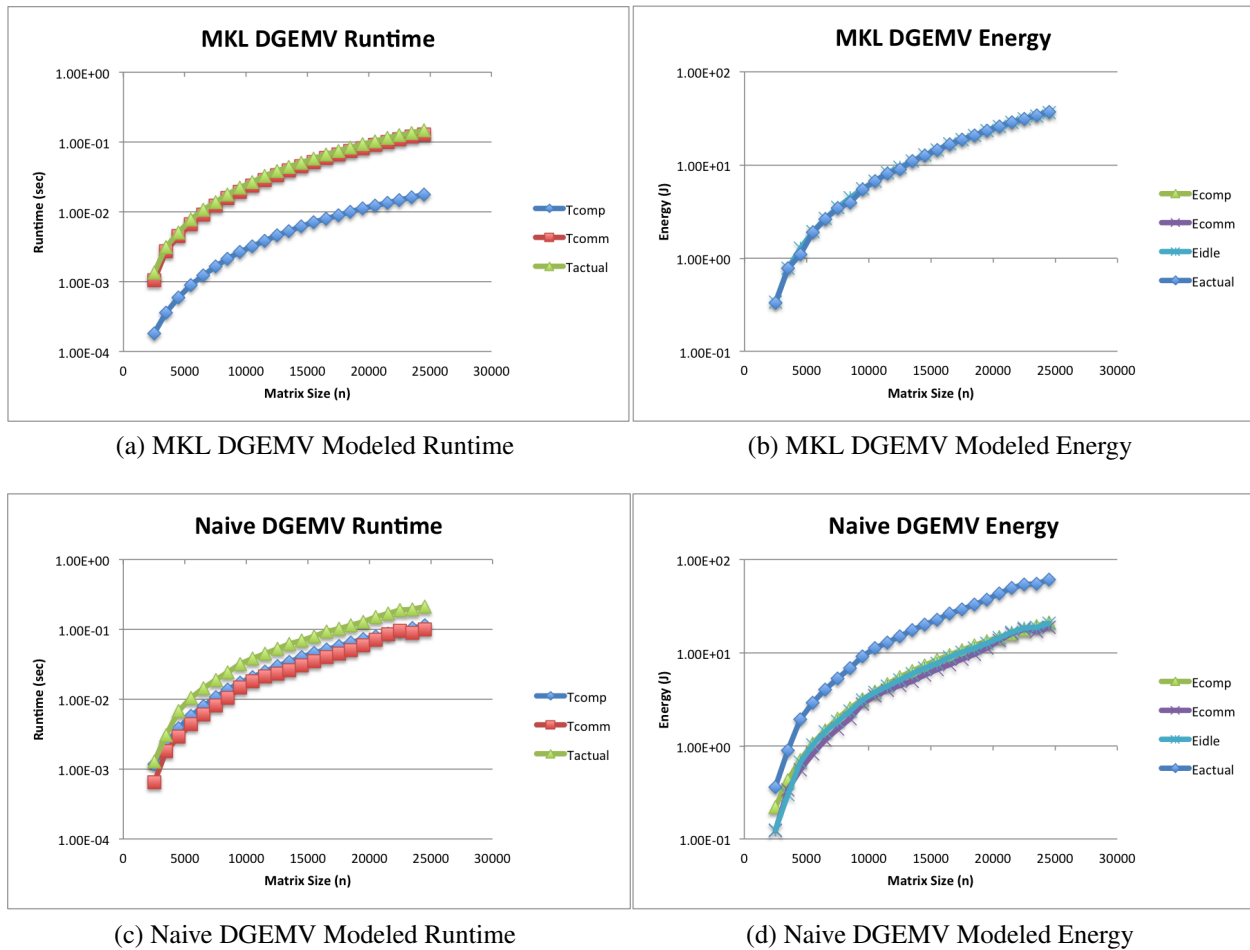 MKL DGEMV Runtime
1.00E+00
1.00E-01
1.00E-02
1.00E-03
1.00E-04
Runtime (sec)
0 5000 10000 15000 20000 25000 30000
Matrix Size (n)
Tcomp
Tcomm
Tactual
(a) MKL DGEMV Modeled Runtime
MKL DGEMV Energy
1.00E+02
1.00E+01
1.00E+00
1.00E-01
Energy (J)
0 5000 10000 15000 20000 25000 30000
Matrix Size (n)
Ecomp
Ecomm
Eidle
Eactual
(b) MKL DGEMV Modeled Energy
Naive DGEMV Runtime
1.00E+00
1.00E-01
1.00E-02
1.00E-03
1.00E-04
Runtime (sec)
0 5000 10000 15000 20000 25000 30000
Matrix Size (n)
Tcomp
Tcomm
Tactual
(c) Naive DGEMV Modeled Runtime
Naive DGEMV Energy
1.00E+02
1.00E+01
1.00E+00
1.00E-01
Energy (J)
0 5000 10000 15000 20000 25000 30000
Matrix Size (n)
Ecomp
Ecomm
Eidle
Eactual
(d) Naive DGEMV Modeled Energy